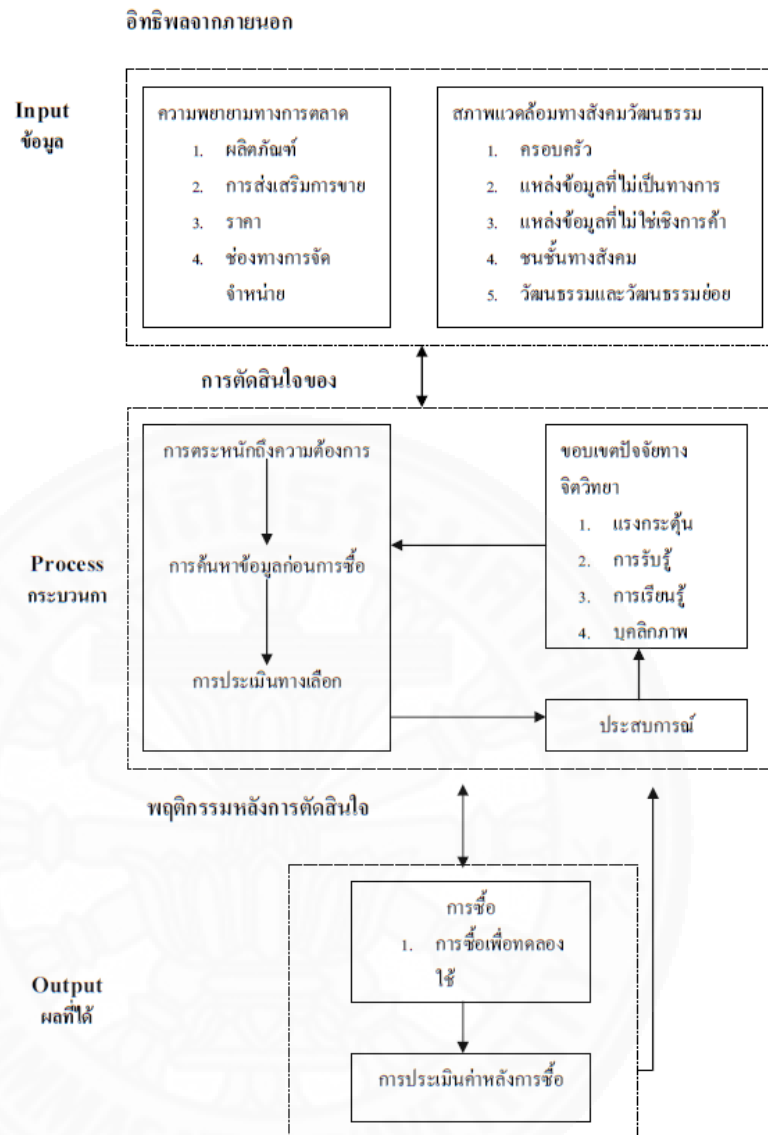 อิทธิพลจากภายนอก
Input
ข้อมูล
ความพยายามทางการตลาด
1. ผลิตภัณฑ์
2. การส่งเสริมการขาย
3. ราคา
4. ช่องทางการจัด
จำหน่าย
สภาพแวดล้อมทางสังคมวัฒนธรรม
1. ครอบครัว
2. แหล่งข้อมูลที่ไม่เป็นทางการ
3. แหล่งข้อมูลที่ไม่ใช่เชิงการค้า
4. ชนชั้นทางสังคม
5. วัฒนธรรมและวัฒนธรรมย่อย
การตัดสินใจของ
Process
กระบวนกา
การตระหนักถึงความต้องการ
การค้นหาข้อมูลก่อนการซื้อ
การประเมินทางเลือก
ขอบเขตปัจจัยทาง
จิตวิทยา
1. แรงกระตุ้น
2. การรับรู้
3. การเรียนรู้
4. บุคลิกภาพ
ประสบการณ์
พฤติกรรมหลังการตัดสินใจ
Output
ผลที่ได้
การซื้อ
1. การซื้อเพื่อทดลอง
ใช้
การประเมินค่าหลังการซื้อ